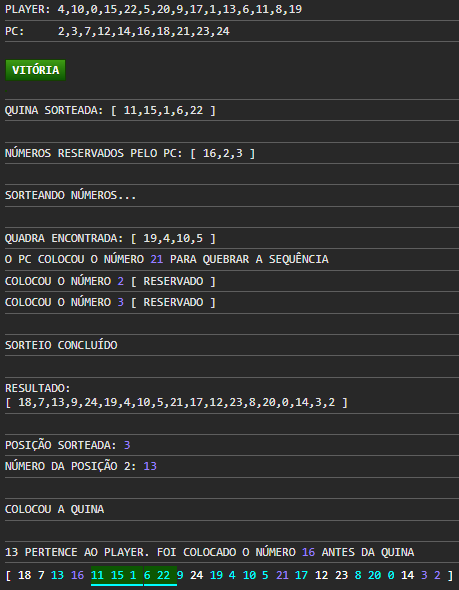 PLAYER: 4,10,0,15,22,5,20,9,17,1,13,6,11,8,19
PC: 2,3,7,12,14,16,18,21,23,24
VITÓRIA
QUINA SORTEADA: [ 11,15,1,6,22 ]
NÚMEROS RESERVADOS PELO PC: [ 16,2,3 ]
SORTEANDO NÚMEROS...
QUADRA ENCONTRADA: [ 19,4,10,5 ]
O PC COLOCOU O NÚMERO 21 PARA QUEBRAR A SEQUÊNCIA
COLOCOU O NÚMERO 2 [ RESERVADO ]
COLOCOU O NÚMERO 3 [ RESERVADO ]
SORTEIO CONCLUÍDO
RESULTADO:
[ 18,7,13,9,24,19,4,10,5,21,17,12,23,8,20,0,14,3,2 ]
POSIÇÃO SORTEADA: 3
NÚMERO DA POSIÇÃO 2: 13
COLOCOU A QUINA
13 PERTENCE AO PLAYER. FOI COLOCADO O NÚMERO 16 ANTES DA QUINA
[ 18 7 13 16 11 15 1 6 22 9 24 19 4 10 5 21 17 12 23 8 20 0 14 3 2 ]